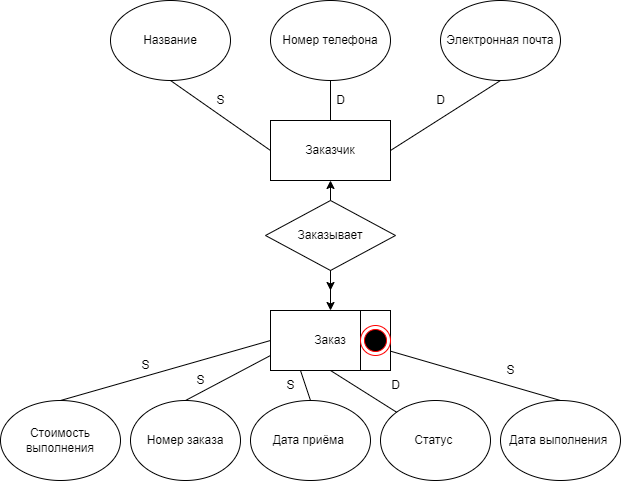 Название
Номер телефона
Электронная почта
S
D
D
Заказчик
Заказывает
Заказ
S
S
S
D
S
Стоимость
выполнения
Номер заказа
Дата приёма
Статус
Дата выполнения